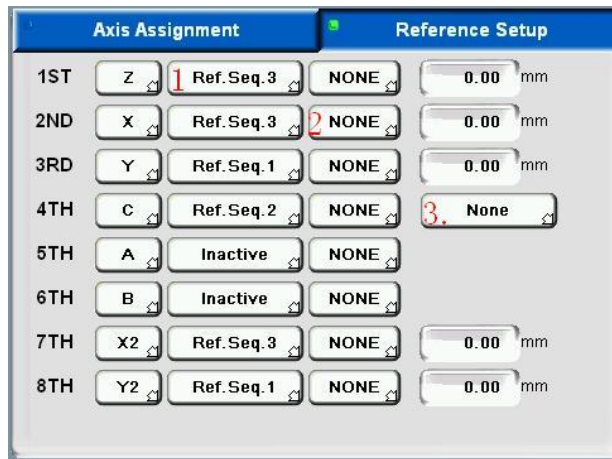 Axis Assignment Reference Setup
1ST Z 1 Ref.Seq.3 NONE 0.00 mm
2ND X Ref.Seq.3 2 NONE 0.00 mm
3RD Y Ref.Seq.1 NONE 0.00 mm
4TH C Ref.Seq.2 NONE 3. None
5TH A Inactive NONE
6TH B Inactive NONE
7TH X2 Ref.Seq.3 NONE 0.00 mm
8TH Y2 Ref.Seq.1 NONE 0.00 mm